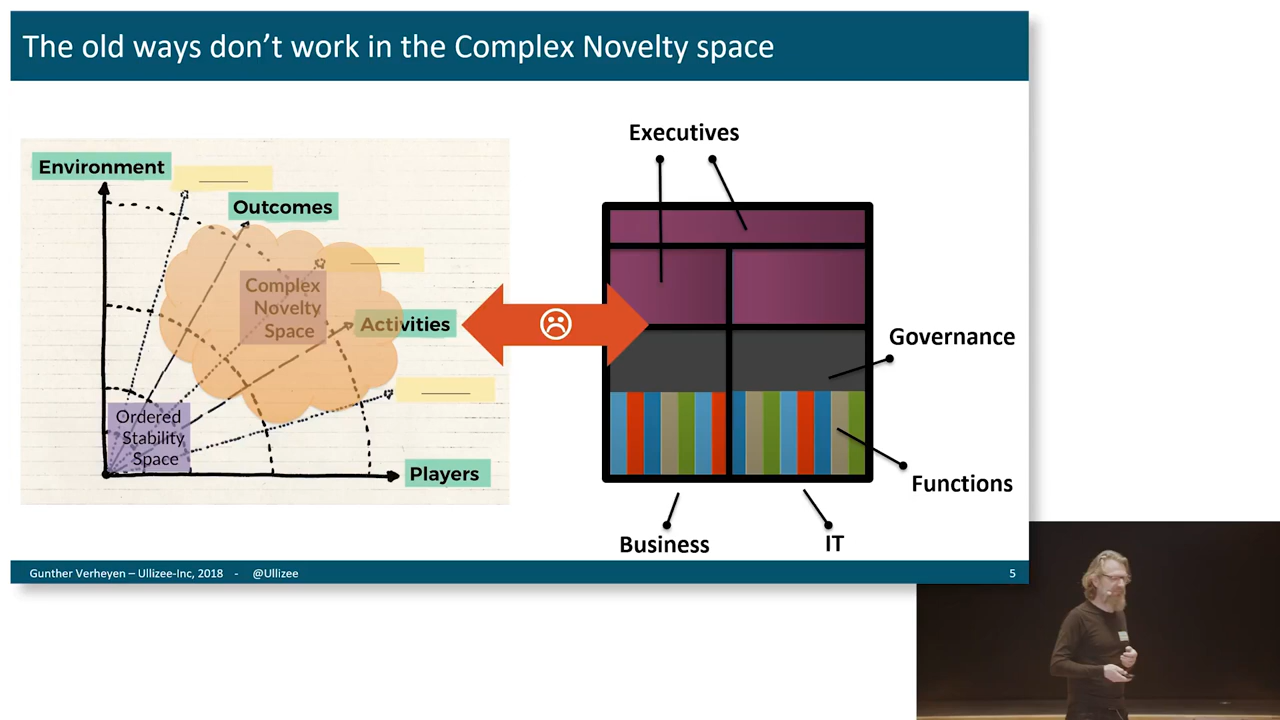 The old ways don't work in the Complex Novelty space
Environment
Outcomes
Complex
Novelty
Space
Activities
Ordered
Stability
Space
Players
☹
Executives
Governance
Functions
Business
IT
Gunther Verheyen – Ullizee-Inc, 2018 - @Ullizee
5